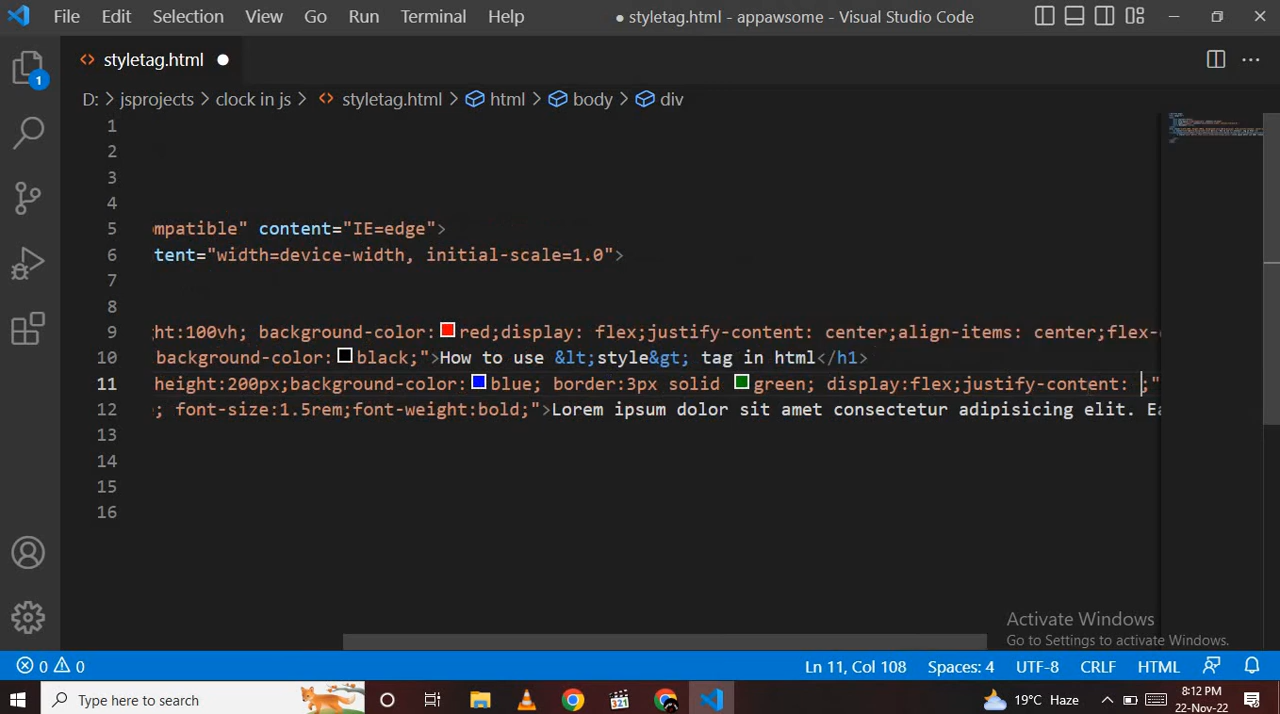 File Edit Selection View Go Run Terminal Help ● styletag.html - appawsome - Visual Studio Code
styletag.html ●
D: > jsprojects > clock in js > styletag.html > html > body > div
1
1
2
3
4
5 ompatible" content="IE=edge">
6 tent="width=device-width, initial-scale=1.0">
7
8
9 ght:100vh; background-color: red;display: flex;justify-content: center;align-items: center;flex-
10 background-color: black;">How to use &lt;style&gt; tag in html</h1>
11 height:200px;background-color: blue; border:3px solid green; display:flex;justify-content: ;"
12 ; font-size:1.5rem;font-weight:bold;">Lorem ipsum dolor sit amet consectetur adipisicing elit. Ea
13
14
15
16
Activate Windows
Go to Settings to activate Windows.
0 0 Ln 11, Col 108 Spaces: 4 UTF-8 CRLF HTML
Type here to search 321 19°C Haze 8:12 PM
22-Nov-22